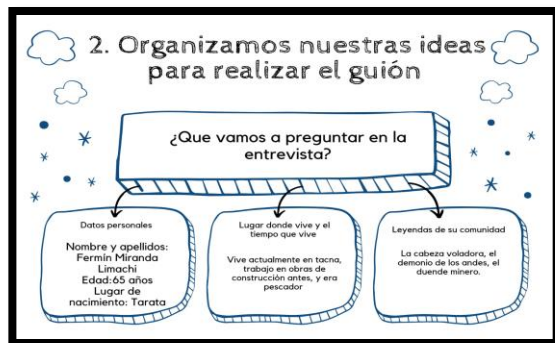 2. Organizamos nuestras ideas
para realizar el guión
¿Que vamos a preguntar en la
entrevista?
Datos personales
Nombre y apellidos:
Fermin Miranda
Limachi
Edad:65 años
Lugar de
nacimiento: Tarata
Lugar donde vive y el
tiempo que vive
Vive actualmente en tacna,
trabajo en obras de
construcción antes, y era
pescador
Leyendas de su comunidad
La cabeza voladora, el
demonio de los andes, el
duende minero.